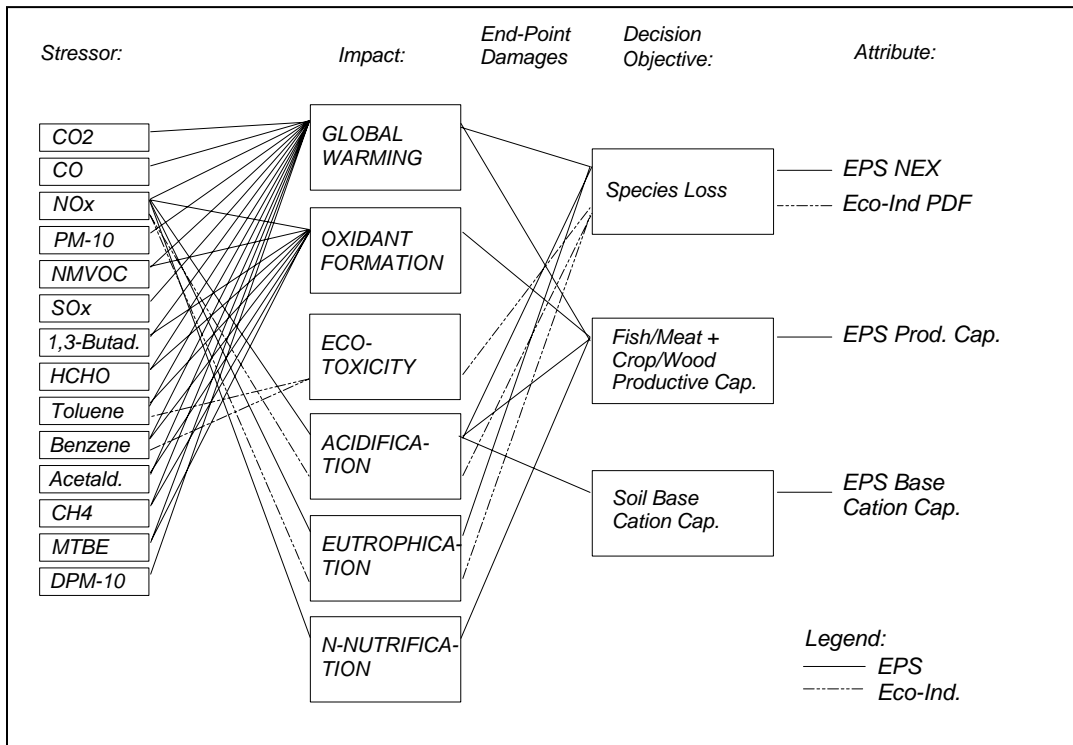 Stressor:
Impact:
End-Point
Damages
Decision
Objective:
Attribute:
CO2
CO
NOx
PM-10
NMVOC
SOx
1,3-Butad.
HCHO
Toluene
Benzene
Acetald.
CH4
MTBE
DPM-10
GLOBAL
WARMING
OXIDANT
FORMATION
ECO-
TOXICITY
ACIDIFICA-
TION
EUTROPHICA-
TION
N-NUTRIFICA-
TION
Species Loss
Fish/Meat +
Crop/Wood
Productive Cap.
Soil Base
Cation Cap.
EPS NEX
Eco-Ind PDF
EPS Prod. Cap.
EPS Base
Cation Cap.
Legend:
EPS
Eco-Ind.